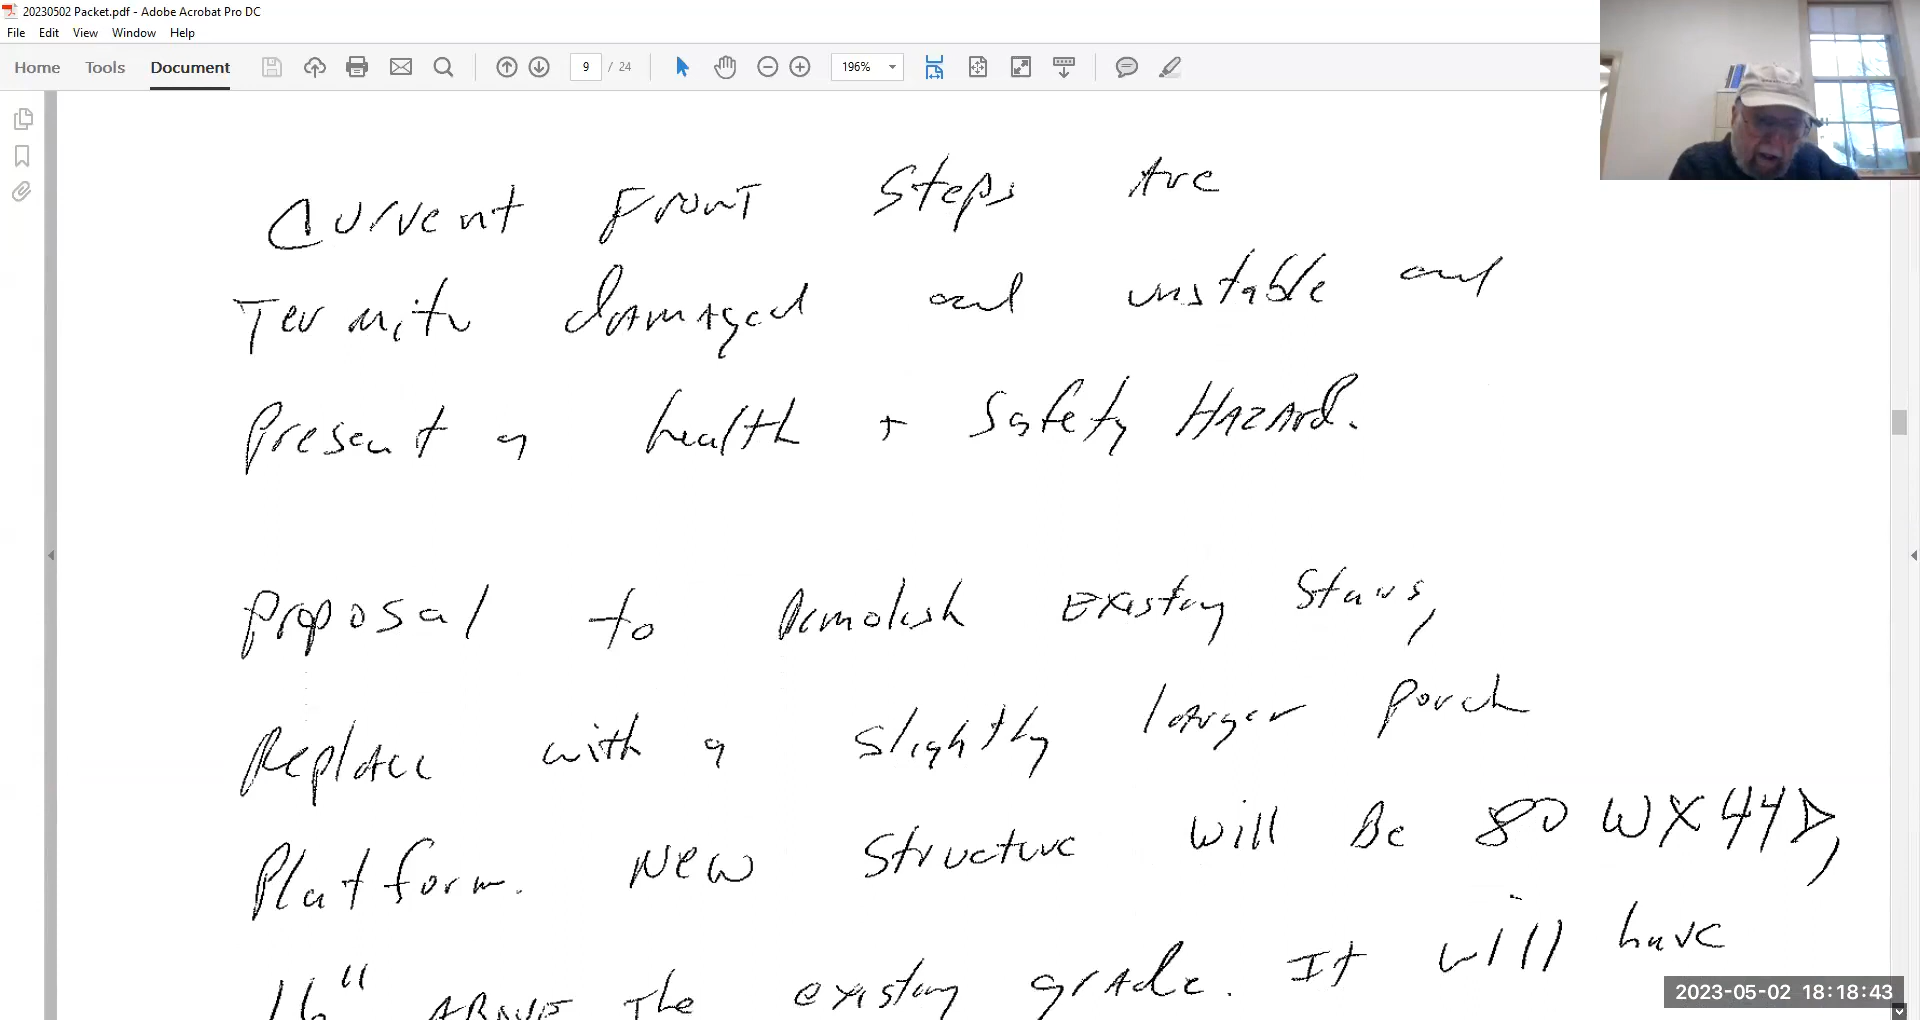 20230502 Packet.pdf - Adobe Acrobat Pro DC
File Edit View Window Help
Home Tools Document 9 / 24 196%
Current Front Steps Are
Termite damaged and unstable and
Present a health + Safety HAZARD.
Proposal to Demolish Existing Stairs,
Replace with a slightly larger porch
Platform. New Structure will Be 80 W X 44 D,
16" ABOVE The existing grade. It will have
2023-05-02 18:18:43